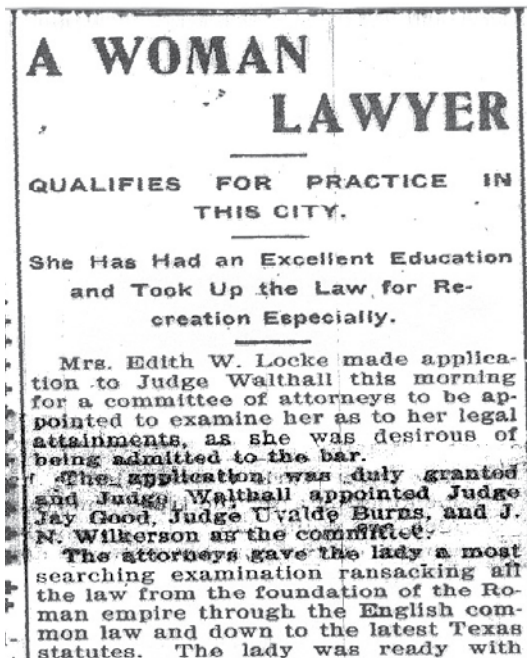 A WOMAN
LAWYER
QUALIFIES FOR PRACTICE IN
THIS CITY.
She Has Had an Excellent Education
and Took Up the Law for Re-
creation Especially.
Mrs. Edith W. Locke made applica-
tion to Judge Walthall this morning
for a committee of attorneys to be ap-
pointed to examine her as to her legal
attainments, as she was desirous of
being admitted to the bar.
The application was duly granted
and Judge Walthall appointed Judge
Jay Good, Judge Uvalde Burns, and J.
N. Wilkerson as the committee.
The attorneys gave the lady a most
searching examination ransacking all
the law from the foundation of the Ro-
man empire through the English com-
mon law and down to the latest Texas
statutes. The lady was ready with